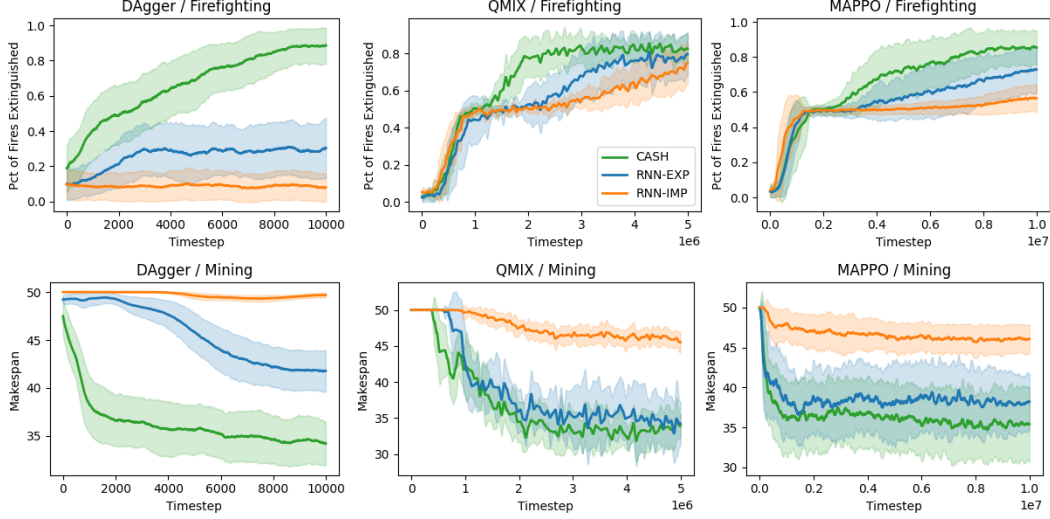 DAgger / Firefighting
Pct of Fires Extinguished
1.0
0.8
0.6
0.4
0.2
0.0
0 2000 4000 6000 8000 10000
Timestep
QMIX / Firefighting
Pct of Fires Extinguished
0.8
0.6
0.4
0.2
0.0
CASH
RNN-EXP
RNN-IMP
0 1 2 3 4 5
1e6
Timestep
MAPPO / Firefighting
Pct of Fires Extinguished
1.0
0.8
0.6
0.4
0.2
0.0
0.0 0.2 0.4 0.6 0.8 1.0
1e7
Timestep
DAgger / Mining
Makespan
50
45
40
35
0 2000 4000 6000 8000 10000
Timestep
QMIX / Mining
Makespan
50
45
40
35
30
0 1 2 3 4 5
1e6
Timestep
MAPPO / Mining
Makespan
50
45
40
35
30
0.0 0.2 0.4 0.6 0.8 1.0
1e7
Timestep